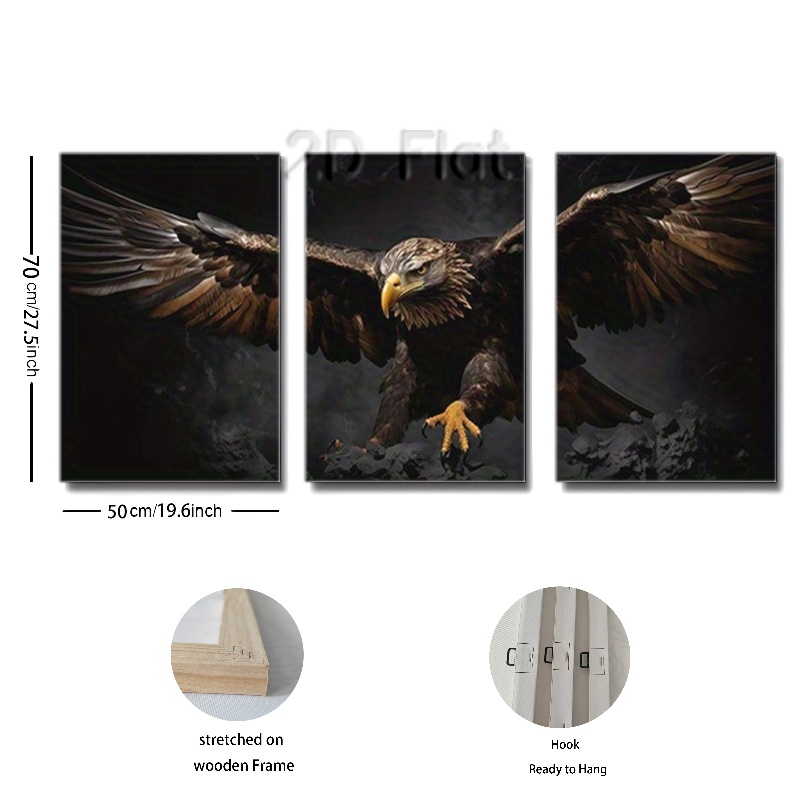 2D Flat
70 cm/27.5inch
50cm/19.6inch
stretched on
wooden Frame
Hook
Ready to Hang